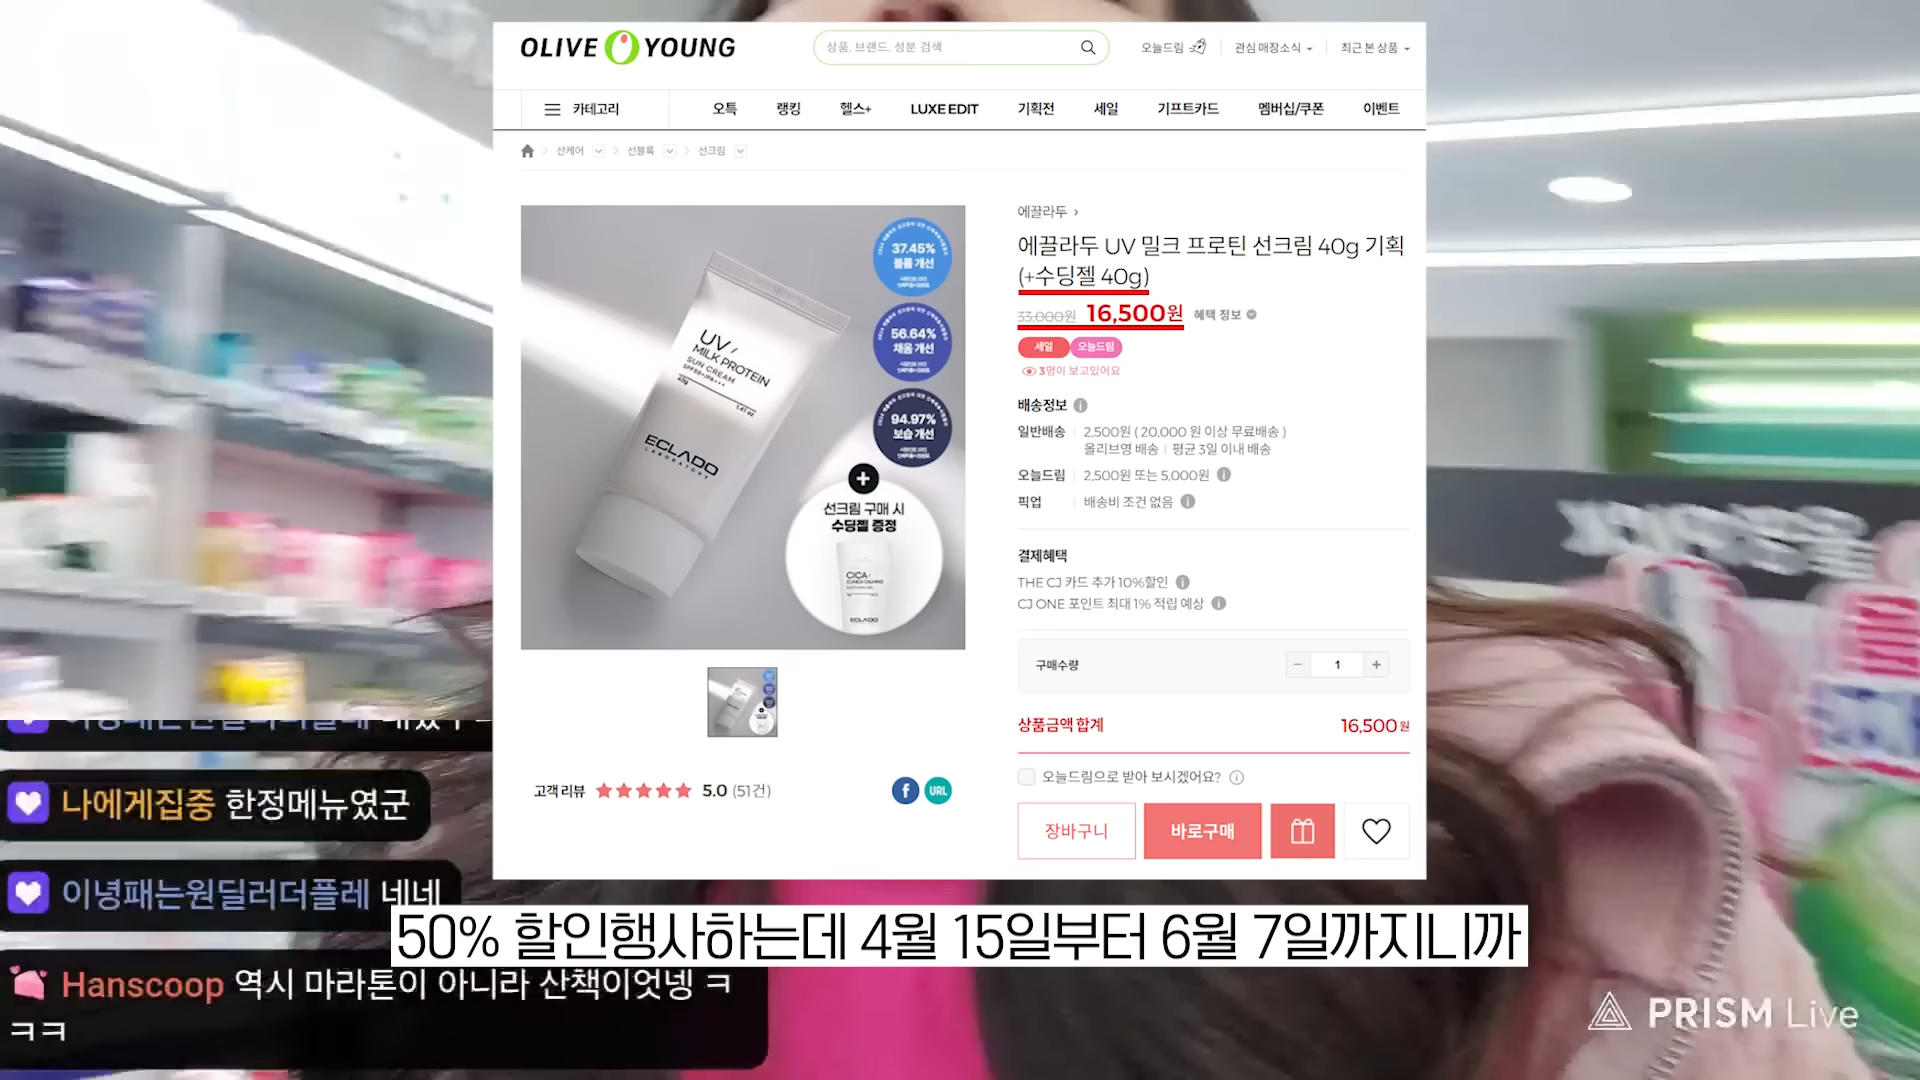 OLIVE YOUNG
상품, 브랜드, 성분 검색
오늘드림
관심 매장소식
최근 본 상품
카테고리
오특
랭킹
헬스+
LUXE EDIT
기획전
세일
기프트카드
멤버십/쿠폰
이벤트
선케어
선블록
선크림
에끌라두 ›
에끌라두 UV 밀크 프로틴 선크림 40g 기획
(+수딩젤 40g)
33,000원 16,500원 혜택 정보
세일 오늘드림
3명이 보고있어요
배송정보
일반배송 2,500원 ( 20,000 원 이상 무료배송 )
올리브영 배송 평균 3일 이내 배송
오늘드림 2,500원 또는 5,000원
픽업 배송비 조건 없음
결제혜택
THE CJ 카드 추가 10%할인
CJ ONE 포인트 최대 1% 적립 예상
구매수량 − 1 +
상품금액 합계 16,500원
오늘드림으로 받아 보시겠어요?
장바구니 바로구매
37.45%
볼륨 개선
56.64%
채움 개선
94.97%
보습 개선
UV
MILK PROTEIN
SUN CREAM
SPF50+/PA+++
40g
1.41 oz
ECLADO
LABORATORY
+
선크림 구매 시
수딩젤 증정
CICA
ECLADO
고객 리뷰 5.0 (51건)
f URL
나에게집중 한정메뉴였군
이녕패는원딜러더플레 네네
Hanscoop 역시 마라톤이 아니라 산책이엇넹 ㅋ
ㅋㅋ
50% 할인행사하는데 4월 15일부터 6월 7일까지니까
PRISM Live